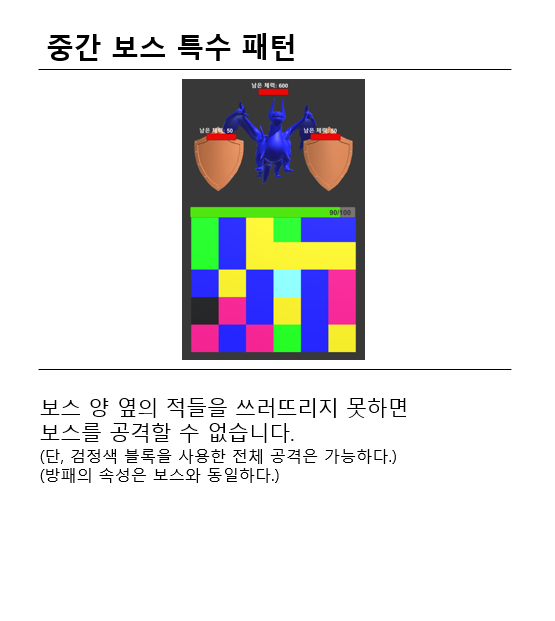 중간 보스 특수 패턴
남은 체력: 600
남은 체력: 50
남은 체력: 50
90/100
보스 양 옆의 적들을 쓰러뜨리지 못하면
보스를 공격할 수 없습니다.
(단, 검정색 블록을 사용한 전체 공격은 가능하다.)
(방패의 속성은 보스와 동일하다.)